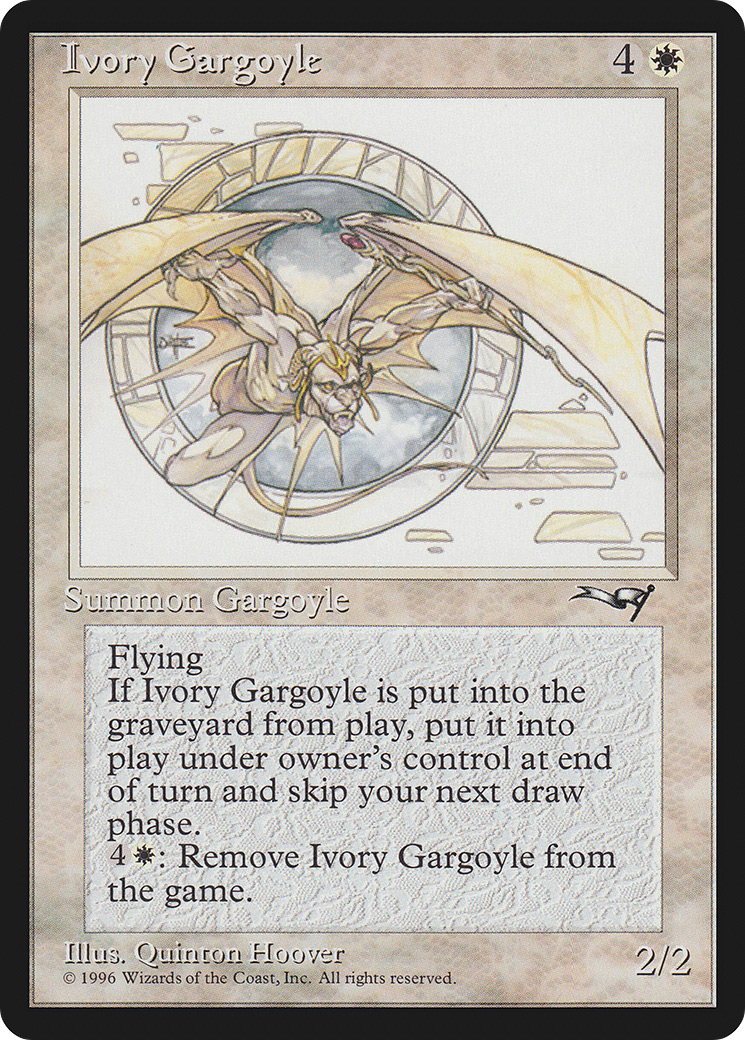 Ivory Gargoyle 4
Summon Gargoyle
Flying
If Ivory Gargoyle is put into the
graveyard from play, put it into
play under owner's control at end
of turn and skip your next draw
phase.
4 : Remove Ivory Gargoyle from
the game.
Illus. Quinton Hoover
2/2
© 1996 Wizards of the Coast, Inc. All rights reserved.